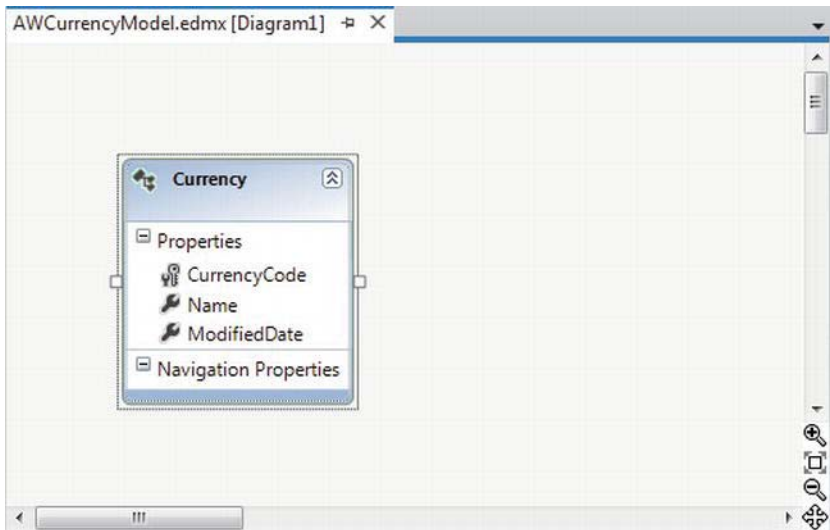 AWCurrencyModel.edmx [Diagram1]
Currency
Properties
CurrencyCode
Name
ModifiedDate
Navigation Properties